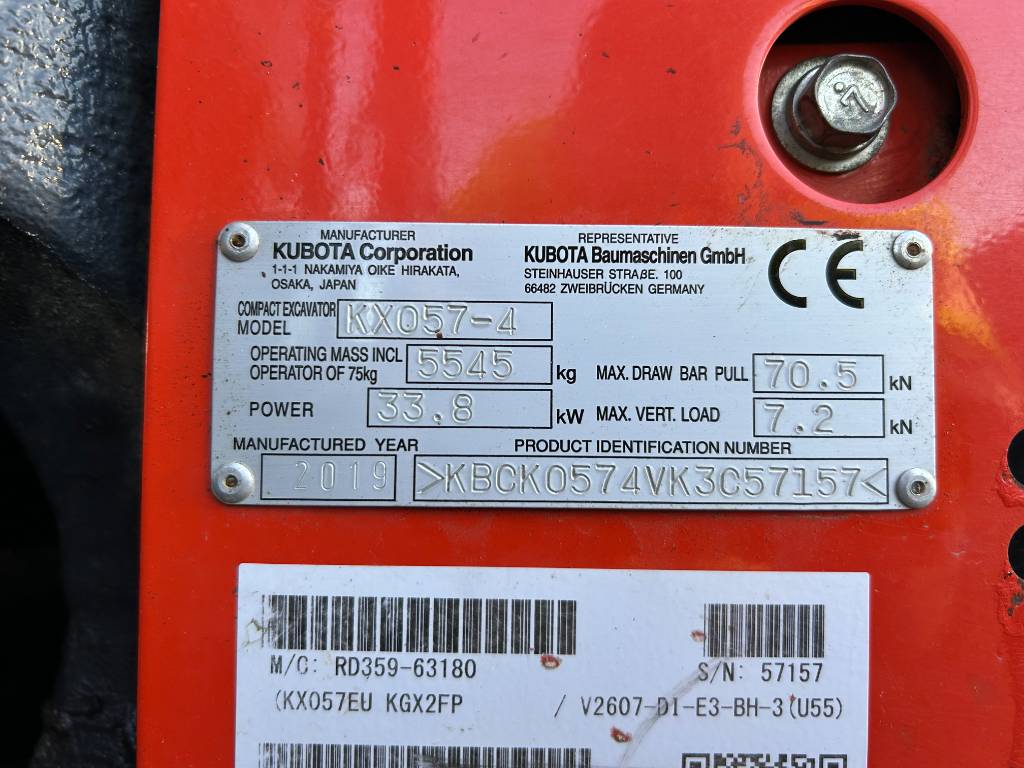 MANUFACTURER
KUBOTA Corporation
1-1-1 NAKAMIYA OIKE HIRAKATA,
OSAKA, JAPAN
REPRESENTATIVE
KUBOTA Baumaschinen GmbH
STEINHAUSER STRAßE. 100
66482 ZWEIBRÜCKEN GERMANY
CE
COMPACT EXCAVATOR
MODEL KX057-4
OPERATING MASS INCL
OPERATOR OF 75kg 5545 kg
MAX. DRAW BAR PULL 70.5 kN
POWER 33.8 kW
MAX. VERT. LOAD 7.2 kN
MANUFACTURED YEAR
2019
PRODUCT IDENTIFICATION NUMBER
>KBCK0574VK3C57157<
M/C: RD359-63180
S/N: 57157
(KX057EU KGX2FP / V2607-DI-E3-BH-3(U55)